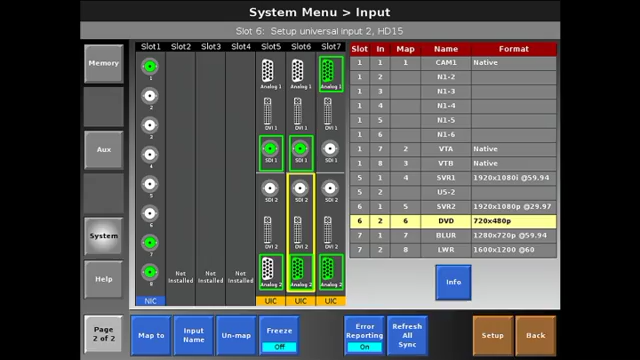 System Menu > Input
Slot 6: Setup universal input 2, HD15
Memory
Aux
System
Help
Page
2 of 2
Slot1 Slot2 Slot3 Slot4 Slot5 Slot6 Slot7
1
2
3
4
5
6
7
8
Not Installed
Not Installed
Not Installed
Analog 1 Analog 1 Analog 1
DVI 1 DVI 1 DVI 1
SDI 1 SDI 1 SDI 1
SDI 2 SDI 2 SDI 2
DVI 2 DVI 2 DVI 2
Analog 2 Analog 2 Analog 2
NIC UIC UIC UIC
Slot In Map Name Format
1 1 1 CAM1 Native
1 2 N1-2
1 3 N1-3
1 4 N1-4
1 5 N1-5
1 6 N1-6
1 7 2 VTA Native
1 8 3 VTB Native
5 1 4 SVR1 1920x1080i @59.94
5 2 U5-2
6 1 5 SVR2 1920x1080p @29.97
6 2 6 DVD 720x480p
7 1 7 BLUR 1280x720p @59.94
7 2 8 LWR 1600x1200 @60
Info
Map to
Input Name
Un-map
Freeze
Off
Error Reporting
On
Refresh All Sync
Setup
Back